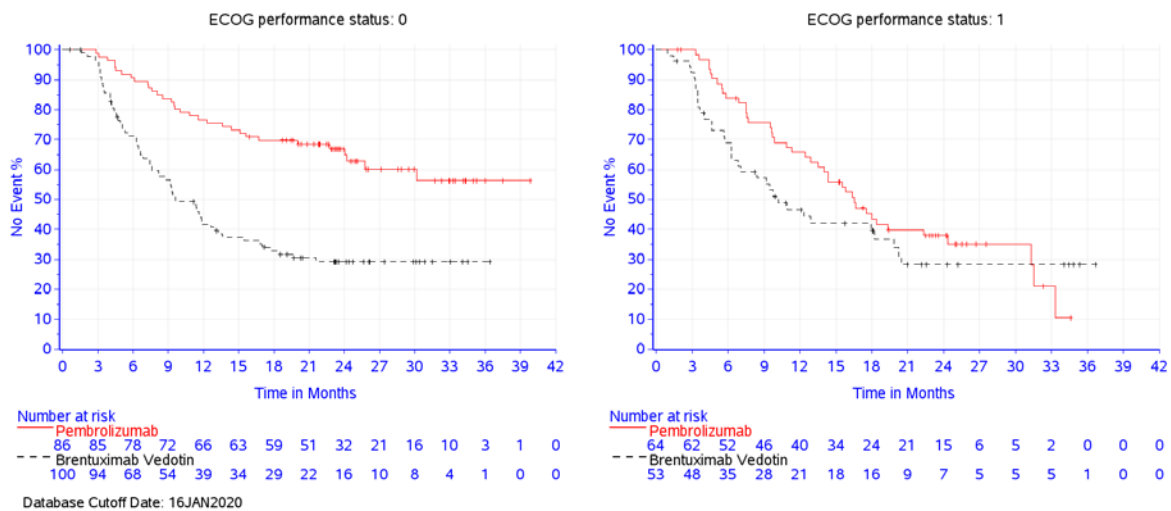 ECOG performance status: 0
No Event %
100
90
80
70
60
50
40
30
20
10
0
0 3 6 9 12 15 18 21 24 27 30 33 36 39 42
Time in Months
Number at risk
Pembrolizumab
86 85 78 72 66 63 59 51 32 21 16 10 3 1 0
Brentuximab Vedotin
100 94 68 54 39 34 29 22 16 10 8 4 1 0 0
Database Cutoff Date: 16JAN2020
ECOG performance status: 1
No Event %
100
90
80
70
60
50
40
30
20
10
0
0 3 6 9 12 15 18 21 24 27 30 33 36 39 42
Time in Months
Number at risk
Pembrolizumab
64 62 52 46 40 34 24 21 15 6 5 2 0 0 0
Brentuximab Vedotin
53 48 35 28 21 18 16 9 7 5 5 5 1 0 0